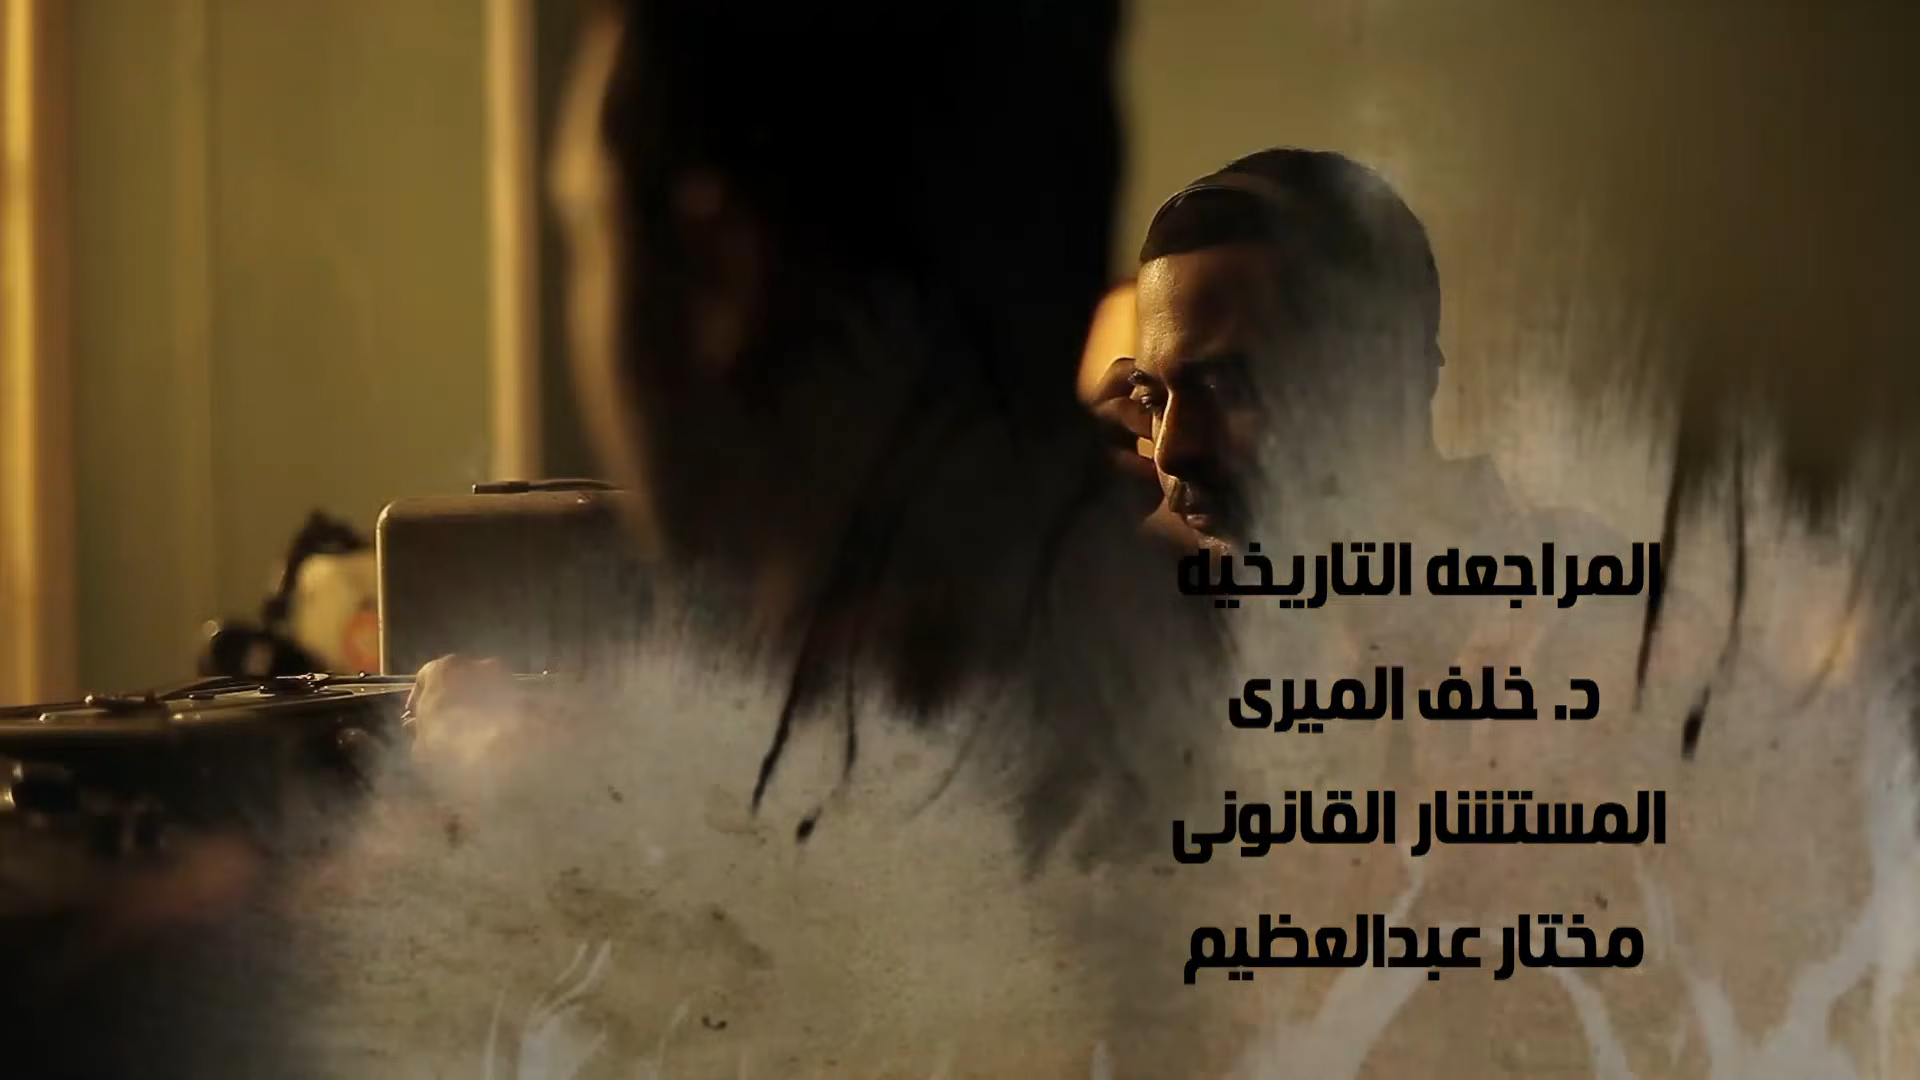 المراجعه التاريخيه
د. خلف الميرى
المستشار القانونى
مختار عبدالعظيم